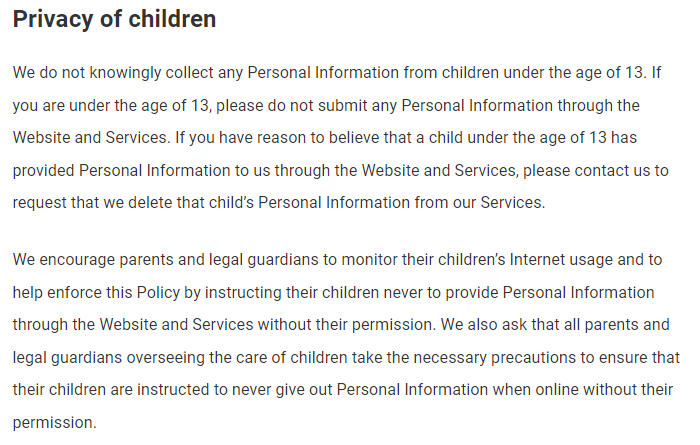 Privacy of children
We do not knowingly collect any Personal Information from children under the age of 13. If
you are under the age of 13, please do not submit any Personal Information through the
Website and Services. If you have reason to believe that a child under the age of 13 has
provided Personal Information to us through the Website and Services, please contact us to
request that we delete that child’s Personal Information from our Services.
We encourage parents and legal guardians to monitor their children’s Internet usage and to
help enforce this Policy by instructing their children never to provide Personal Information
through the Website and Services without their permission. We also ask that all parents and
legal guardians overseeing the care of children take the necessary precautions to ensure that
their children are instructed to never give out Personal Information when online without their
permission.